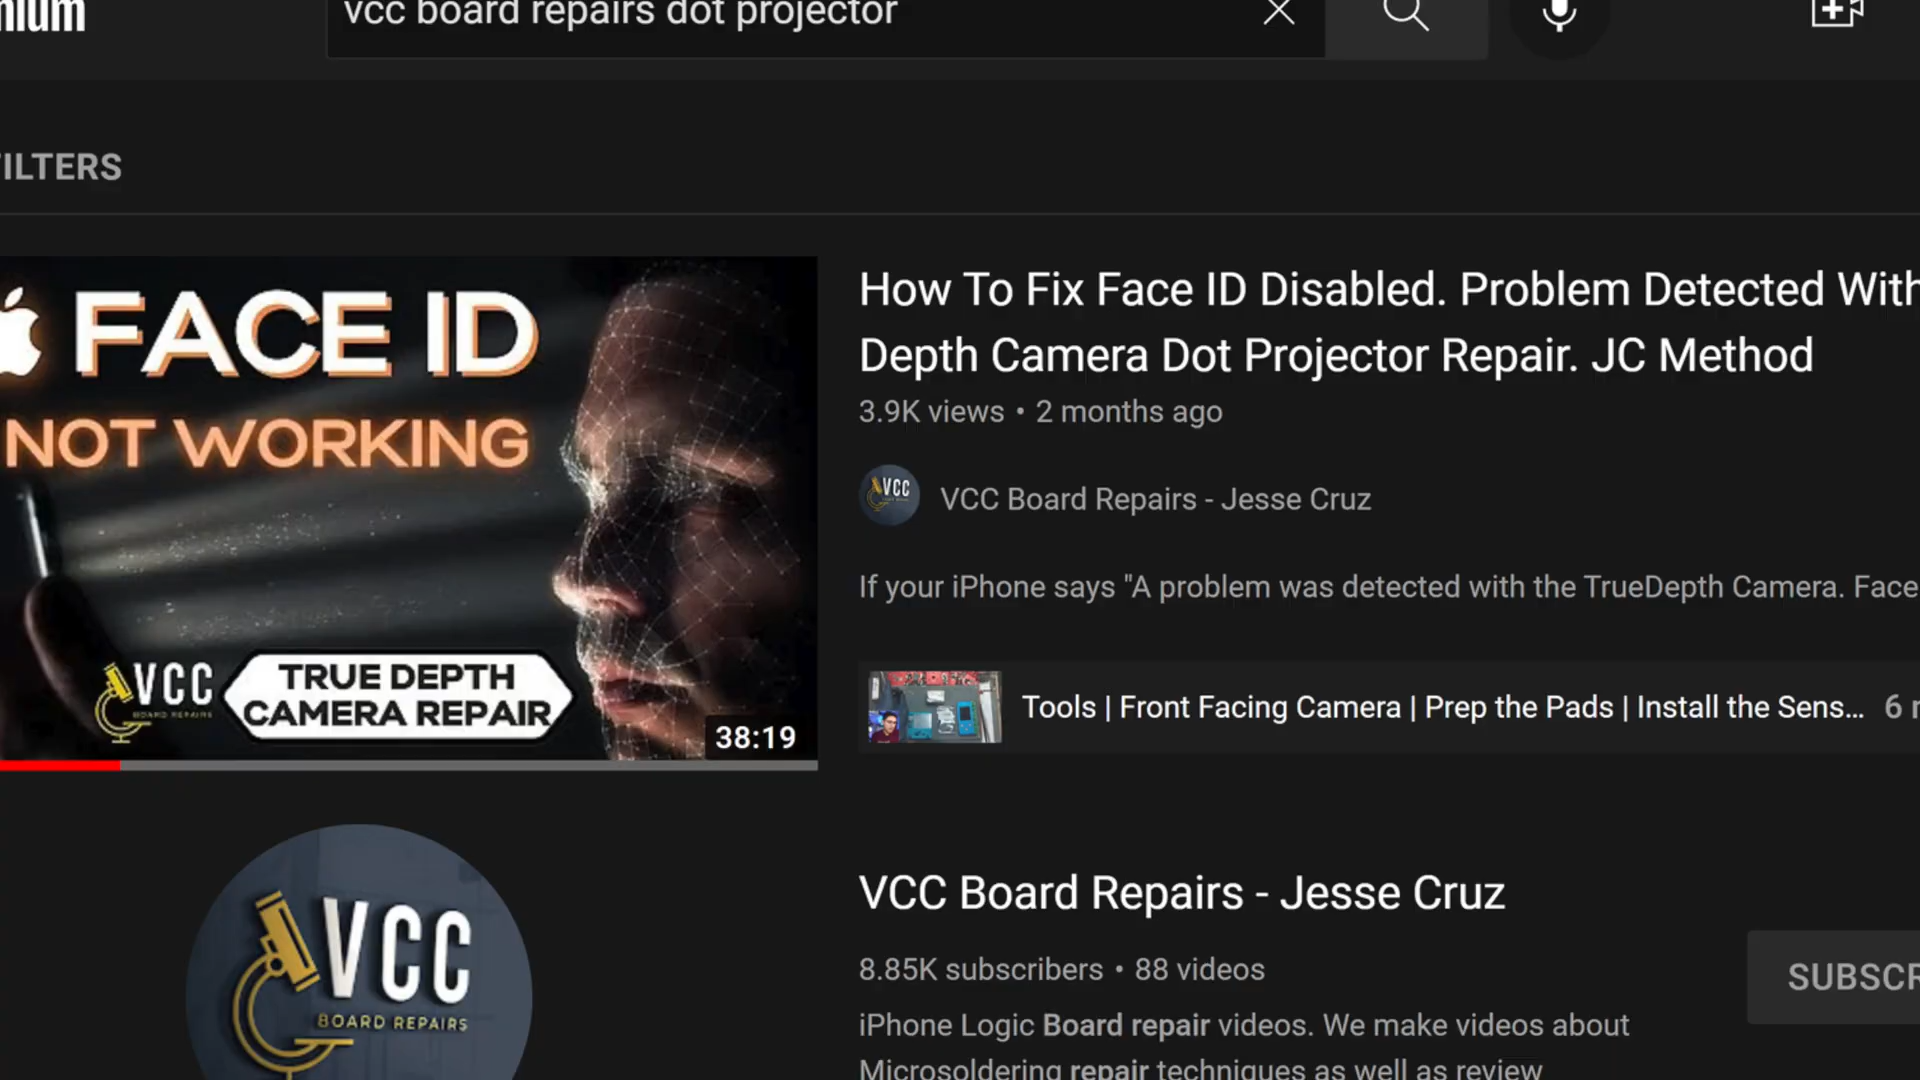 vcc board repairs dot projector
FILTERS
FACE ID
NOT WORKING
VCC
BOARD REPAIRS
TRUE DEPTH
CAMERA REPAIR
38:19
How To Fix Face ID Disabled. Problem Detected With
Depth Camera Dot Projector Repair. JC Method
3.9K views • 2 months ago
VCC
VCC Board Repairs - Jesse Cruz
If your iPhone says "A problem was detected with the TrueDepth Camera. Face
Tools | Front Facing Camera | Prep the Pads | Install the Sens... 6
VCC
BOARD REPAIRS
VCC Board Repairs - Jesse Cruz
8.85K subscribers • 88 videos
SUBSCR
iPhone Logic Board repair videos. We make videos about
Microsoldering repair techniques as well as review